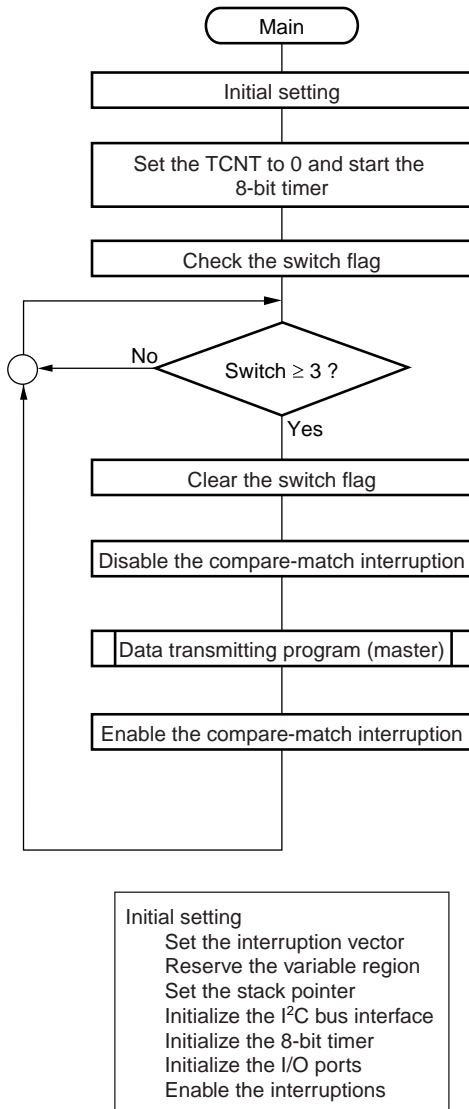 Main
Initial setting
Set the TCNT to 0 and start the
8-bit timer
Check the switch flag
No
Switch ≥ 3 ?
Yes
Clear the switch flag
Disable the compare-match interruption
Data transmitting program (master)
Enable the compare-match interruption
Initial setting
Set the interruption vector
Reserve the variable region
Set the stack pointer
Initialize the I²C bus interface
Initialize the 8-bit timer
Initialize the I/O ports
Enable the interruptions